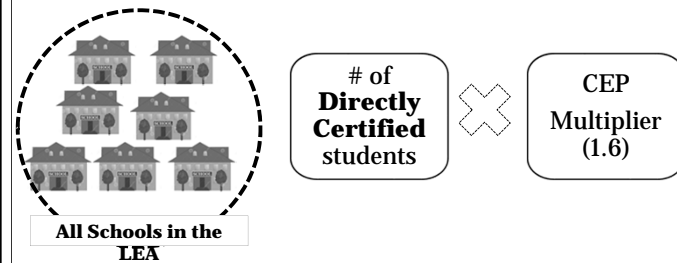 # of
Directly
Certified
students
CEP
Multiplier
(1.6)
All Schools in the
LEA